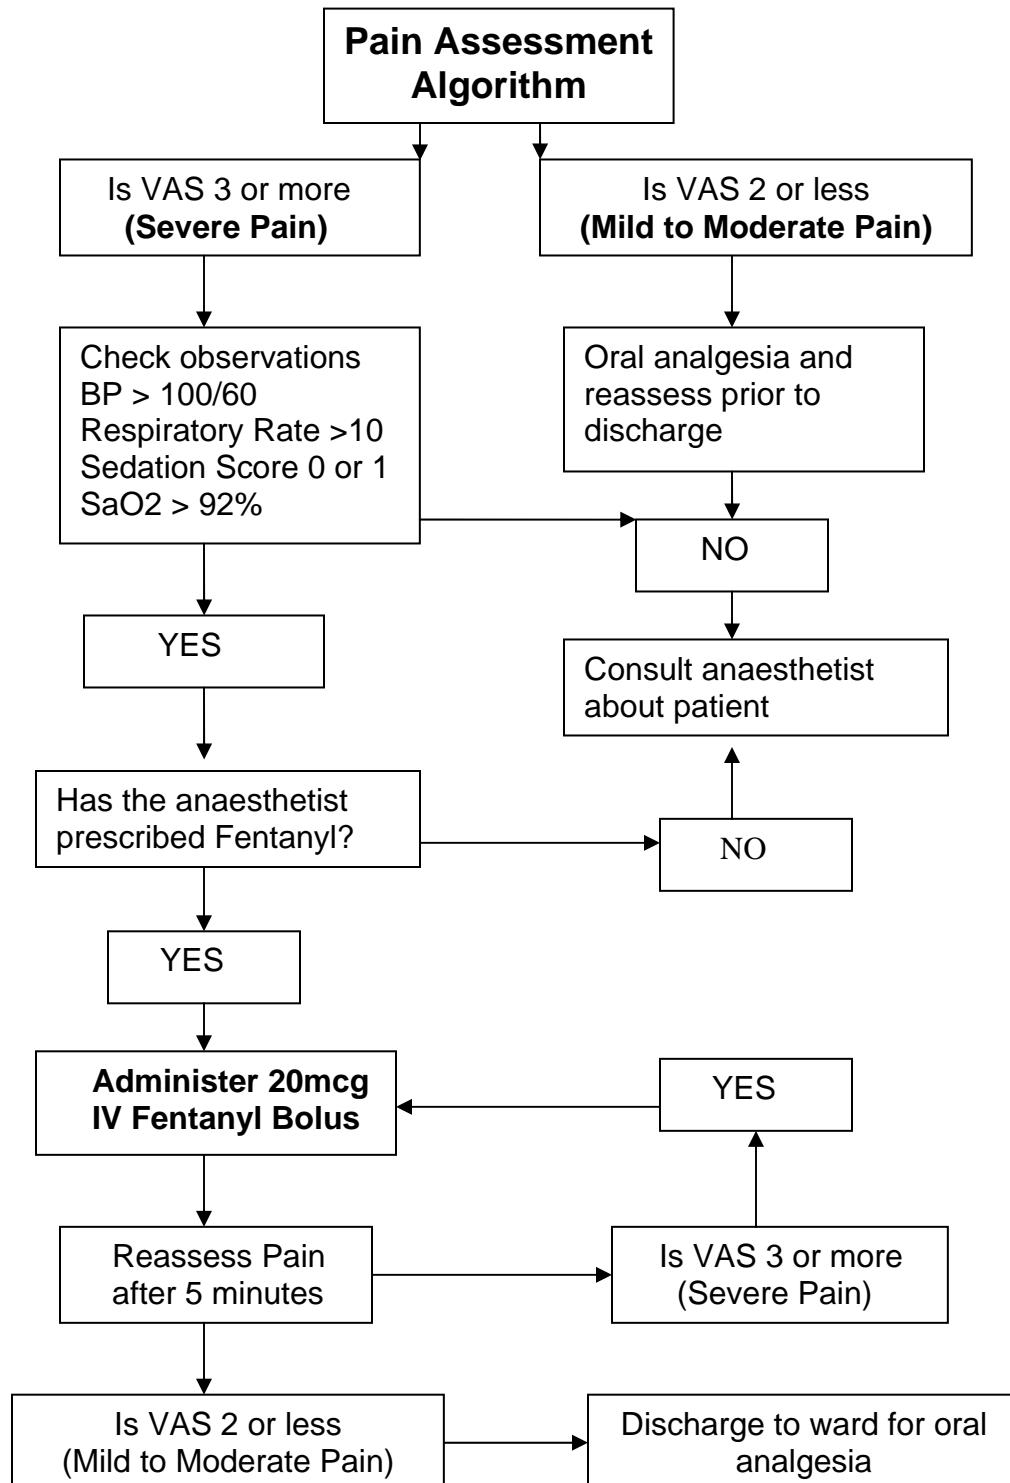 Pain Assessment
Algorithm
Is VAS 3 or more
(Severe Pain)
Is VAS 2 or less
(Mild to Moderate Pain)
Check observations
BP > 100/60
Respiratory Rate >10
Sedation Score 0 or 1
SaO2 > 92%
Oral analgesia and
reassess prior to
discharge
NO
YES
Consult anaesthetist
about patient
Has the anaesthetist
prescribed Fentanyl?
NO
YES
Administer 20mcg
IV Fentanyl Bolus
YES
Reassess Pain
after 5 minutes
Is VAS 3 or more
(Severe Pain)
Is VAS 2 or less
(Mild to Moderate Pain)
Discharge to ward for oral
analgesia